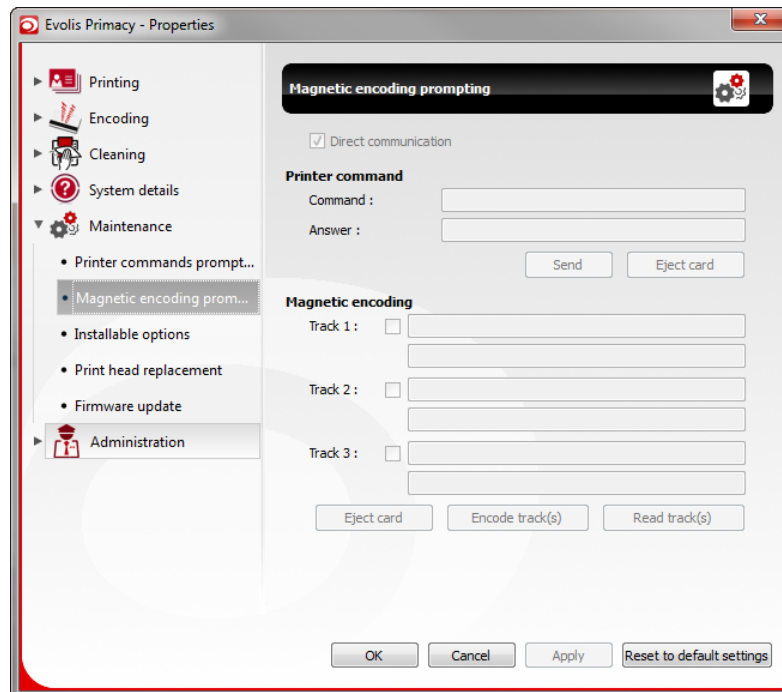 Evolis Primacy - Properties
Printing
Encoding
Cleaning
System details
Maintenance
Printer commands prompt...
Magnetic encoding prom...
Installable options
Print head replacement
Firmware update
Administration
Magnetic encoding prompting
Direct communication
Printer command
Command :
Answer :
Send Eject card
Magnetic encoding
Track 1 :
Track 2 :
Track 3 :
Eject card Encode track(s) Read track(s)
OK Cancel Apply Reset to default settings